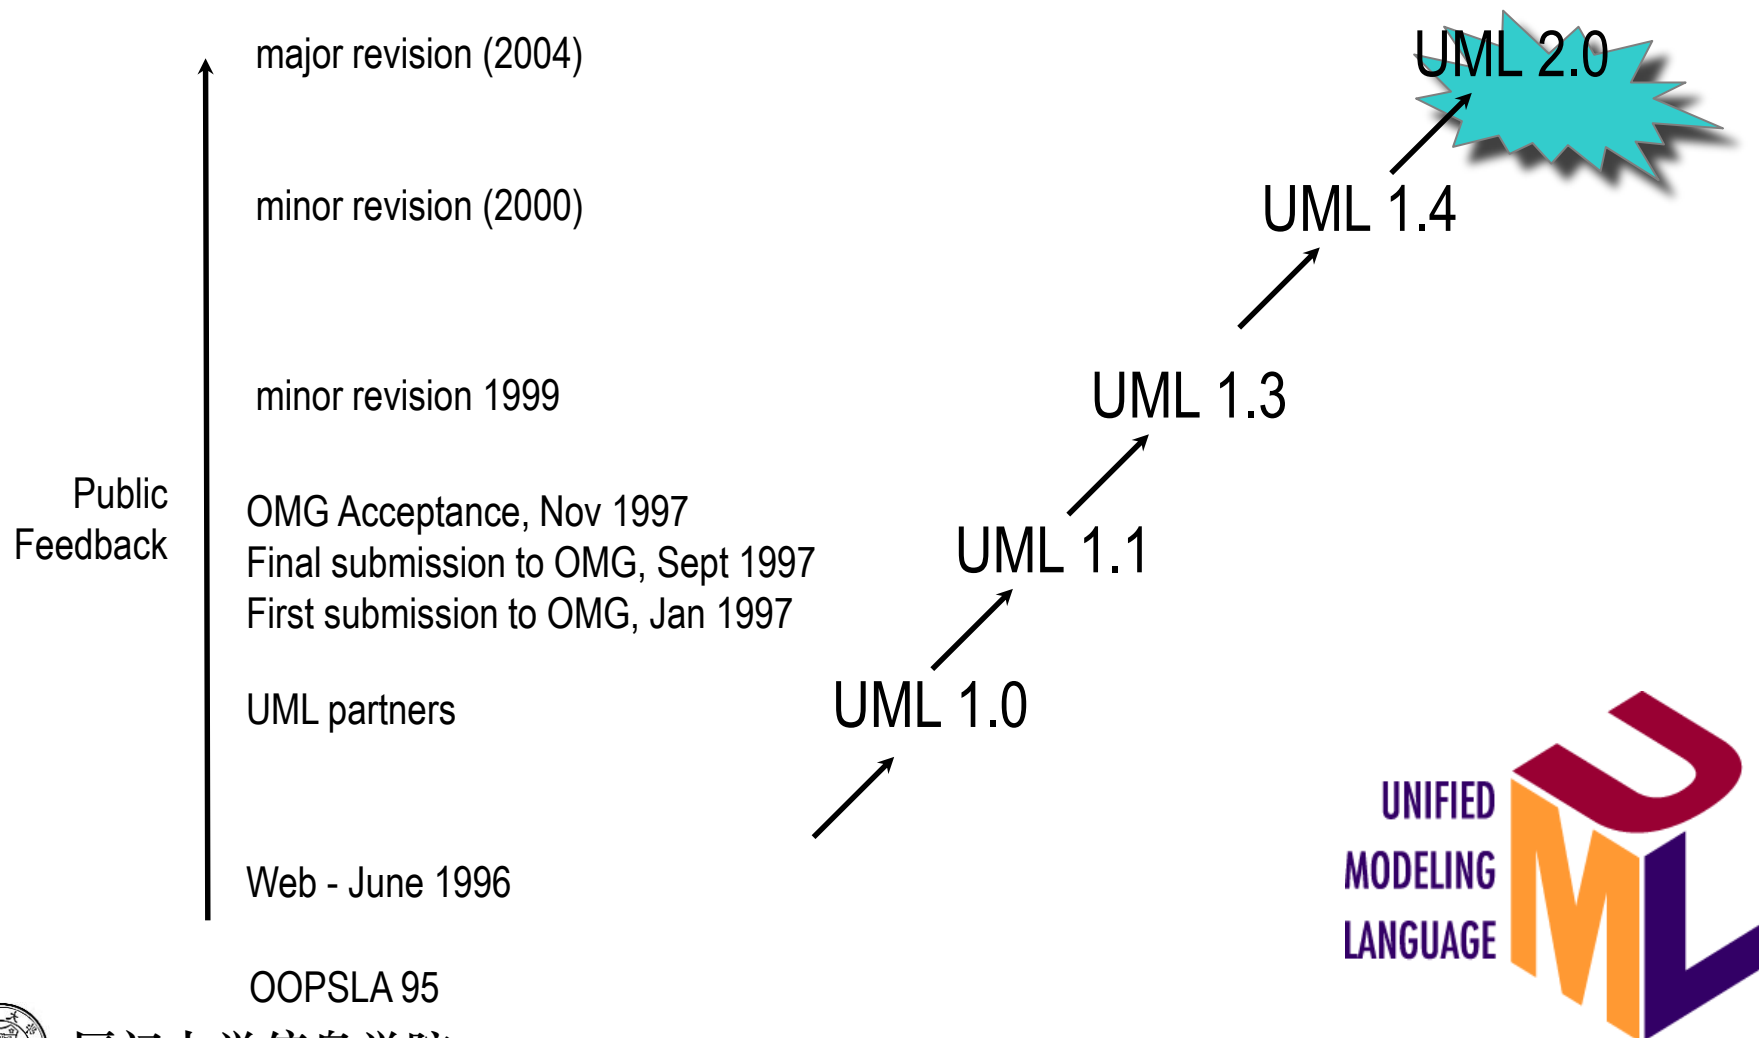 major revision (2004)
UML 2.0
minor revision (2000)
UML 1.4
minor revision 1999
UML 1.3
Public
Feedback
OMG Acceptance, Nov 1997
Final submission to OMG, Sept 1997
First submission to OMG, Jan 1997
UML 1.1
UML partners
UML 1.0
Web - June 1996
OOPSLA 95
UNIFIED
MODELING
LANGUAGE
UML